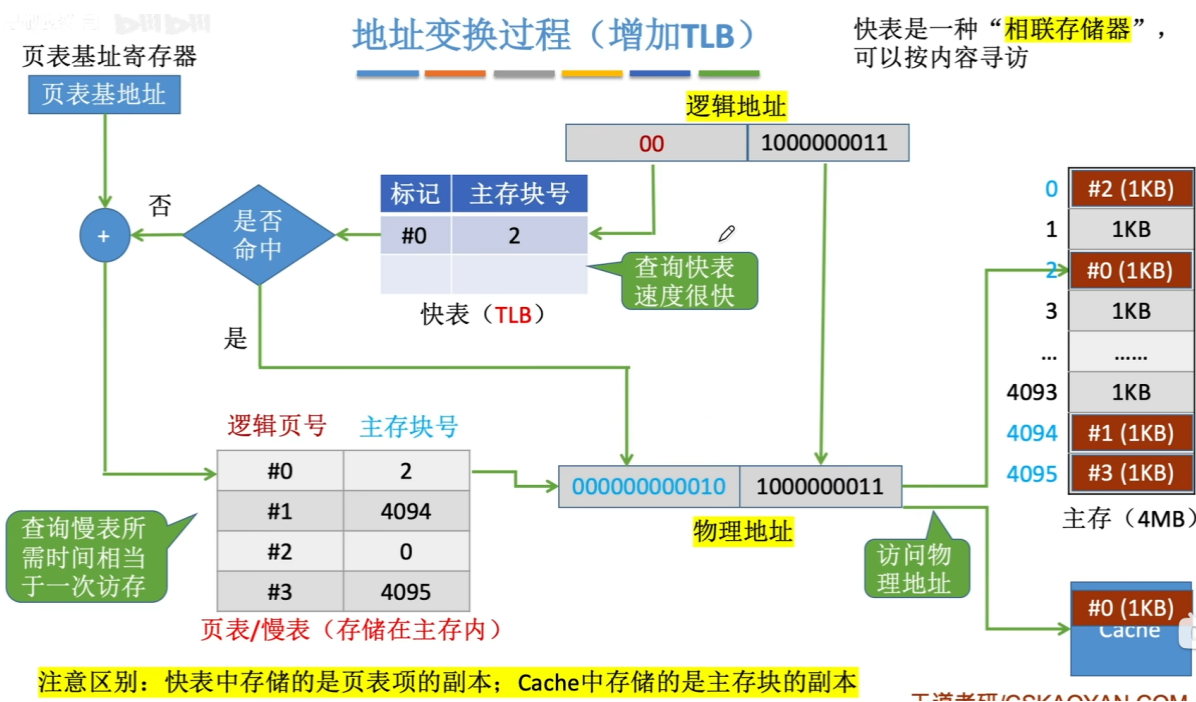 地址变换过程（增加TLB）
快表是一种“相联存储器”，
可以按内容寻访
页表基址寄存器
页表基地址
逻辑地址
00 1000000011
标记 主存块号
#0 2
快表（TLB）
查询快表
速度很快
+
否
是否
命中
是
0 #2 (1KB)
1 1KB
2 #0 (1KB)
3 1KB
... ......
4093 1KB
4094 #1 (1KB)
4095 #3 (1KB)
主存（4MB）
逻辑页号 主存块号
#0 2
#1 4094
#2 0
#3 4095
页表/慢表（存储在主存内）
查询慢表所
需时间相当
于一次访存
000000000010 1000000011
物理地址
访问物
理地址
#0 (1KB)
Cache
注意区别：快表中存储的是页表项的副本；Cache中存储的是主存块的副本
王道考研/CSKAOYAN.COM